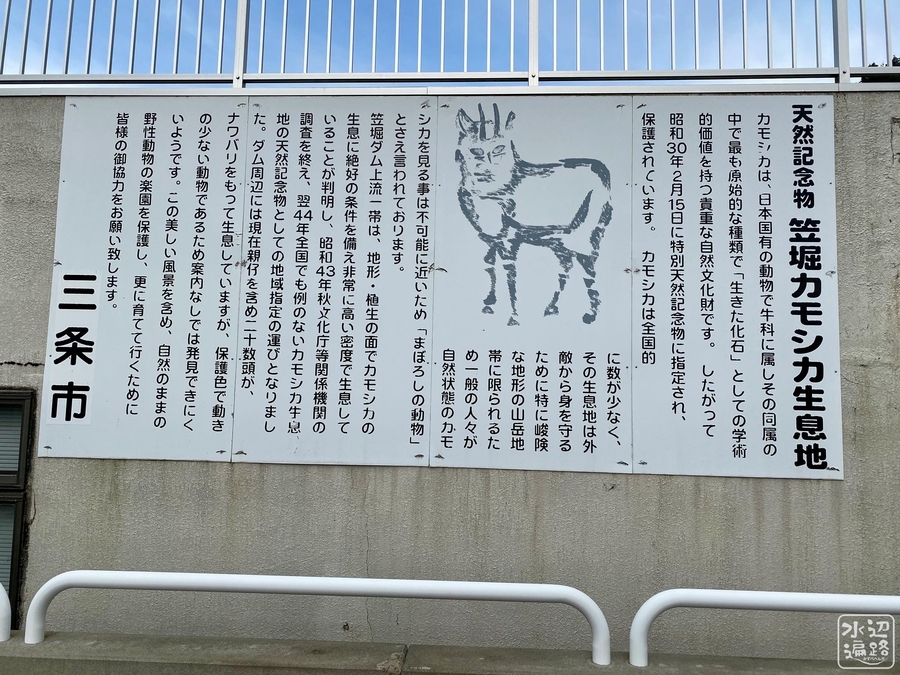 天然記念物 笠堀カモシカ生息地
カモシカは、日本国有の動物で牛科に属しその同属の
中で最も原始的な種類で「生きた化石」としての学術
的価値を持つ貴重な自然文化財です。 したがって
昭和30年2月15日に特別天然記念物に指定され、
保護されています。 カモシカは全国的
に数が少なく、
その生息地は外
敵から身を守る
ために特に峻険
な地形の山岳地
帯に限られるた
め一般の人々が
自然状態のカモ
シカを見る事は不可能に近いため「まぼろしの動物」
とさえ言われております。
笠堀ダム上流一帯は、地形・植生の面でカモシカの
生息に絶好の条件を備え非常に高い密度で生息して
いることが判明し、昭和43年秋文化庁等関係機関の
調査を終え、翌44年全国でも例のないカモシカ生息
地の天然記念物としての地域指定の運びとなりまし
た。ダム周辺には現在親仔を含め二十数頭が、
ナワバリをもって生息していますが、保護色で動き
の少ない動物であるため案内なしでは発見できにく
いようです。この美しい風景を含め、自然のままの
野性動物の楽園を保護し、更に育てて行くために
皆様の御協力をお願い致します。
三条市
水辺遍路